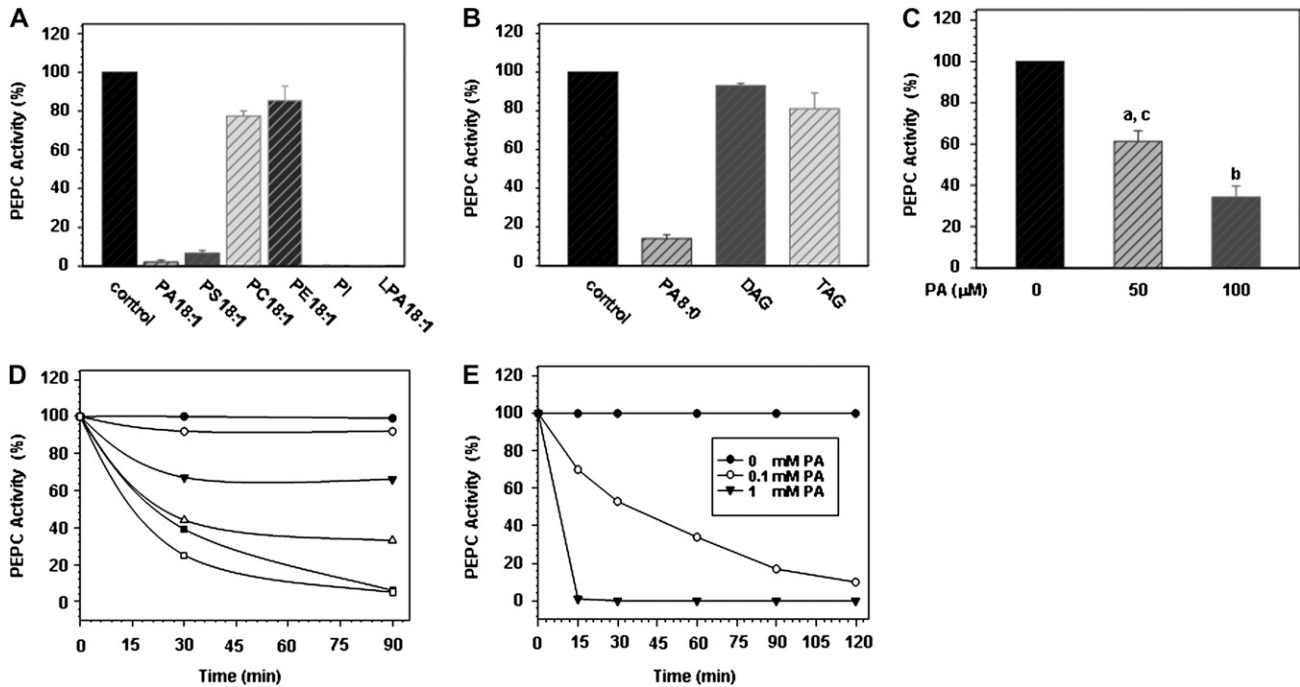 A
PEPC Activity (%)
120
100
80
60
40
20
0
control
PA18:1
PS18:1
PC18:1
PE18:1
PI
LPA18:1
B
PEPC Activity (%)
120
100
80
60
40
20
0
control
PA8:0
DAG
TAG
C
PEPC Activity (%)
120
100
80
60
40
20
0
a, c
b
PA (µM) 0 50 100
D
PEPC Activity (%)
120
100
80
60
40
20
0
0 15 30 45 60 75 90
Time (min)
E
PEPC Activity (%)
120
100
80
60
40
20
0
0 mM PA
0.1 mM PA
1 mM PA
0 15 30 45 60 75 90 105 120
Time (min)